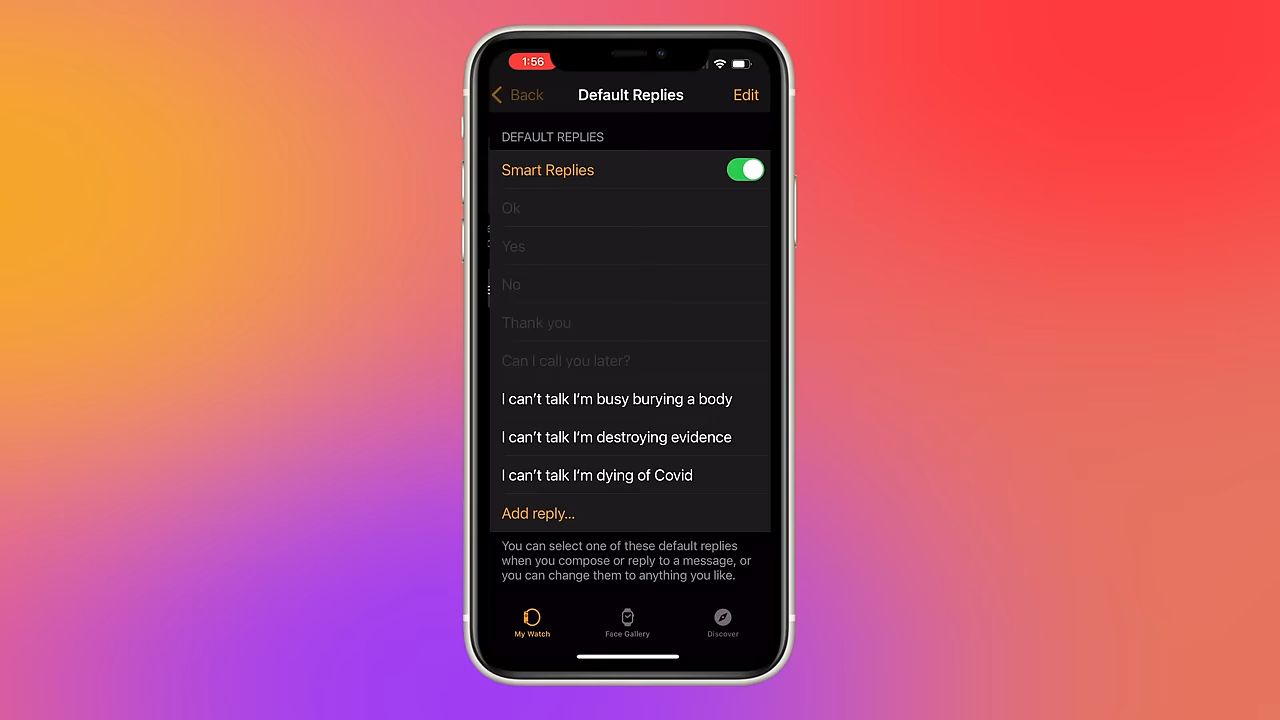 1:56
Back
Default Replies
Edit
DEFAULT REPLIES
Smart Replies
Ok
Yes
No
Thank you
Can I call you later?
I can't talk I'm busy burying a body
I can't talk I'm destroying evidence
I can't talk I'm dying of Covid
Add reply...
You can select one of these default replies
when you compose or reply to a message, or
you can change them to anything you like.
My Watch
Face Gallery
Discover